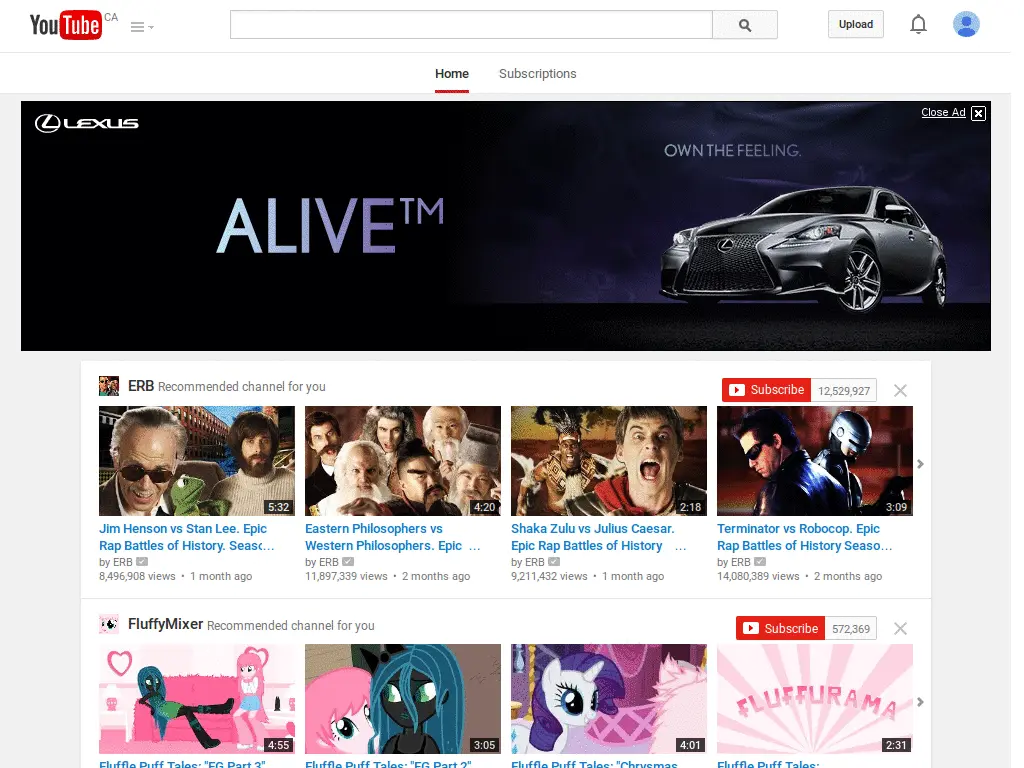 YouTube CA
Upload
Home Subscriptions
LEXUS
Close Ad X
OWN THE FEELING.
ALIVE™
ERB Recommended channel for you
Subscribe 12,529,927
5:32
4:20
2:18
3:09
Jim Henson vs Stan Lee. Epic
Rap Battles of History. Seasc...
by ERB
8,496,908 views • 1 month ago
Eastern Philosophers vs
Western Philosophers. Epic ...
by ERB
11,897,339 views • 2 months ago
Shaka Zulu vs Julius Caesar.
Epic Rap Battles of History ...
by ERB
9,211,432 views • 1 month ago
Terminator vs Robocop. Epic
Rap Battles of History Seaso...
by ERB
14,080,389 views • 2 months ago
FluffyMixer Recommended channel for you
Subscribe 572,369
FLUFFURAMA
4:55
3:05
4:01
2:31
Fluffle Puff Tales: "EG Part 3"
Fluffle Puff Tales: "EG Part 2"
Fluffle Puff Tales: "Chrysmas
Fluffle Puff Tales: